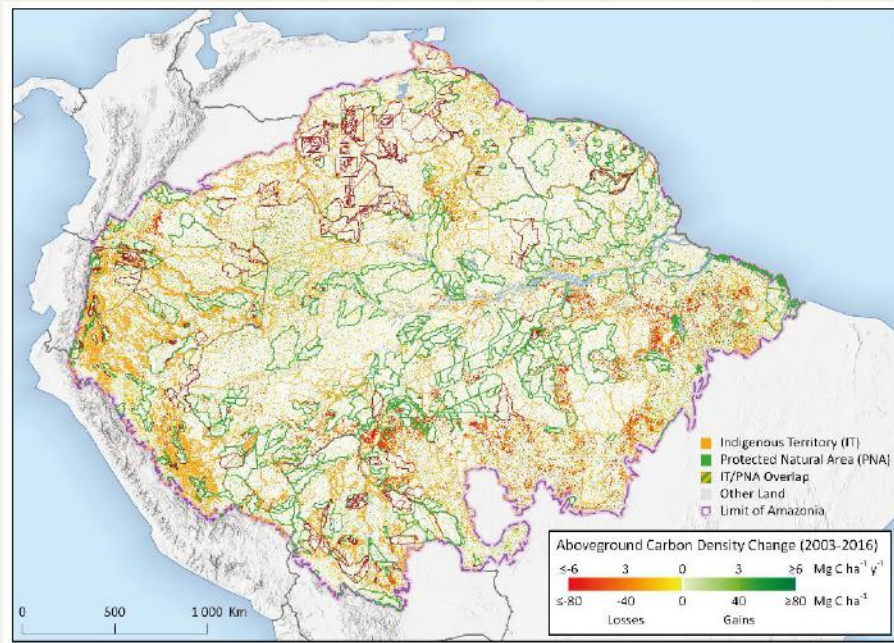 Indigenous Territory (IT)
Protected Natural Area (PNA)
IT/PNA Overlap
Other Land
Limit of Amazonia
Aboveground Carbon Density Change (2003-2016)
≤-6 3 0 3 ≥6 Mg C ha⁻¹ y⁻¹
≤-80 -40 0 40 ≥80 Mg C ha⁻¹
Losses Gains
0 500 1 000 Km